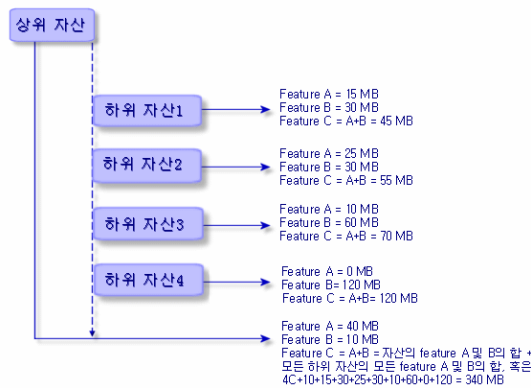 상위 자산
하위 자산1
Feature A = 15 MB
Feature B = 30 MB
Feature C = A+B = 45 MB
하위 자산2
Feature A = 25 MB
Feature B = 30 MB
Feature C = A+B = 55 MB
하위 자산3
Feature A = 10 MB
Feature B = 60 MB
Feature C = A+B = 70 MB
하위 자산4
Feature A = 0 MB
Feature B= 120 MB
Feature C = A+B= 120 MB
Feature A = 40 MB
Feature B = 10 MB
Feature C = A+B = 자산의 feature A 및 B의 합 +
모든 하위 자산의 모든 feature A 및 B의 합, 혹은
4C+10+15+30+25+30+10+60+0+120 = 340 MB